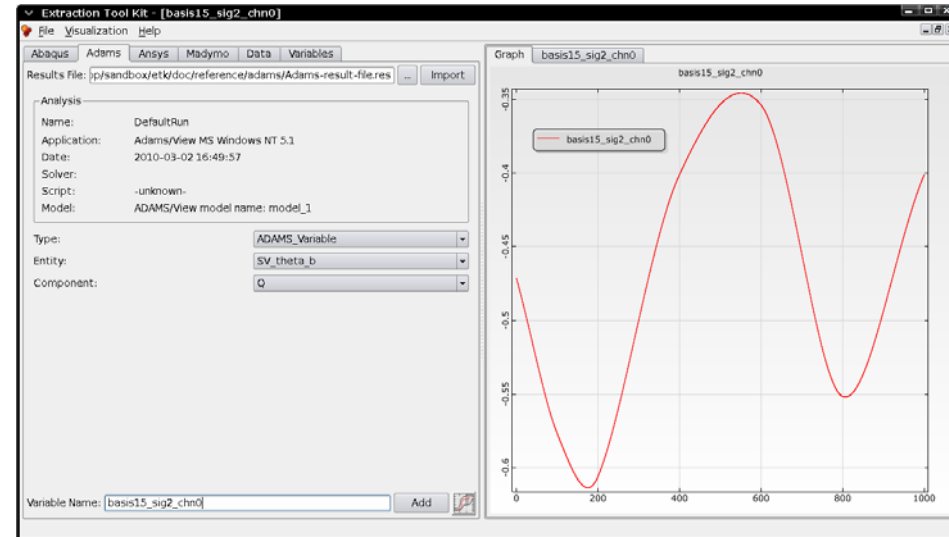 Extraction Tool Kit - [basis15_sig2_chn0]
File Visualization Help
Abaqus Adams Ansys Madymo Data Variables
Results File: op/sandbox/etk/doc/reference/adams/Adams-result-file.res ... Import
Analysis
Name: DefaultRun
Application: Adams/View MS Windows NT 5.1
Date: 2010-03-02 16:49:57
Solver:
Script: -unknown-
Model: ADAMS/View model name: model_1
Type: ADAMS_Variable
Entity: SV_theta_b
Component: Q
Variable Name: basis15_sig2_chn0 Add
Graph basis15_sig2_chn0
basis15_sig2_chn0
basis15_sig2_chn0
-0.35
-0.4
-0.45
-0.5
-0.55
-0.6
0 200 400 600 800 1000